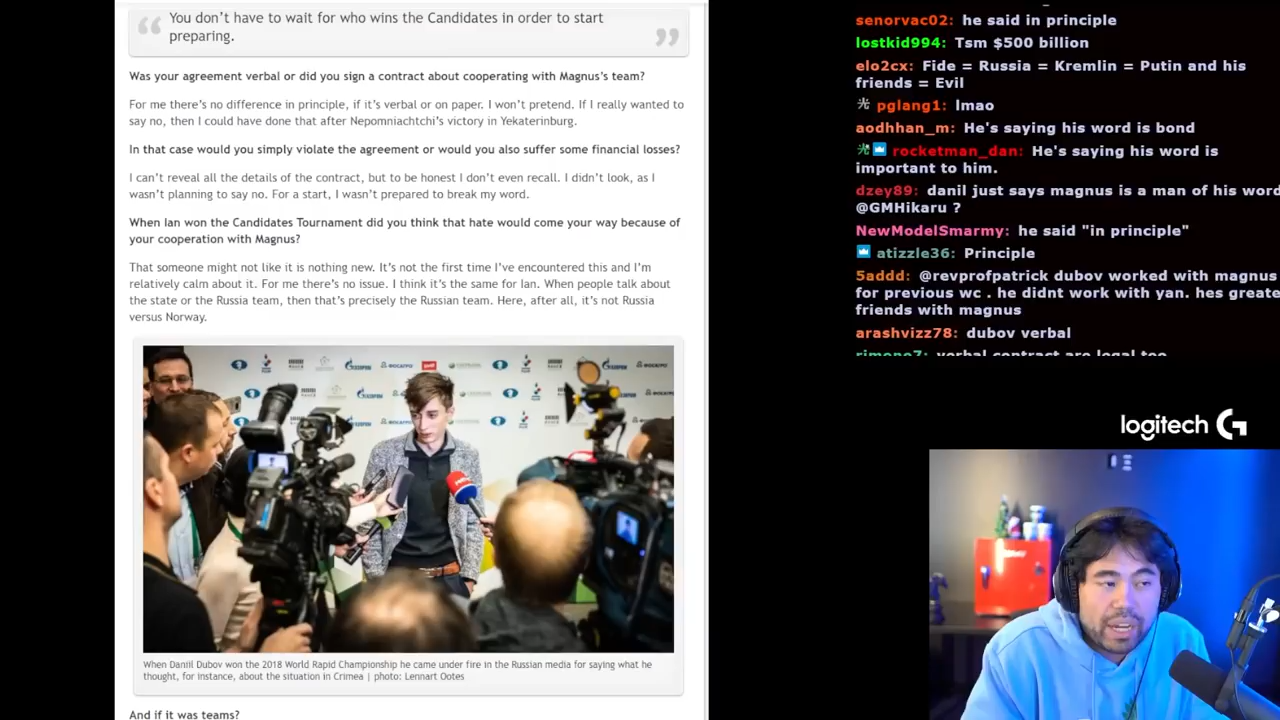 You don’t have to wait for who wins the Candidates in order to start
preparing.
Was your agreement verbal or did you sign a contract about cooperating with Magnus’s team?
For me there’s no difference in principle, if it’s verbal or on paper. I won’t pretend. If I really wanted to
say no, then I could have done that after Nepomniachtchi’s victory in Yekaterinburg.
In that case would you simply violate the agreement or would you also suffer some financial losses?
I can’t reveal all the details of the contract, but to be honest I don’t even recall. I didn’t look, as I
wasn’t planning to say no. For a start, I wasn’t prepared to break my word.
When Ian won the Candidates Tournament did you think that hate would come your way because of
your cooperation with Magnus?
That someone might not like it is nothing new. It’s not the first time I’ve encountered this and I’m
relatively calm about it. For me there’s no issue. I think it’s the same for Ian. When people talk about
the state or the Russia team, then that’s precisely the Russian team. Here, after all, it’s not Russia
versus Norway.
When Daniil Dubov won the 2018 World Rapid Championship he came under fire in the Russian media for saying what he
thought, for instance, about the situation in Crimea | photo: Lennart Ootes
And if it was teams?
senorvac02: he said in principle
lostkid994: Tsm $500 billion
elo2cx: Fide = Russia = Kremlin = Putin and his
friends = Evil
pglang1: lmao
aodhhan_m: He's saying his word is bond
rocketman_dan: He's saying his word is
important to him.
dzey89: danil just says magnus is a man of his word
@GMHikaru ?
NewModelSmarmy: he said "in principle"
atizzle36: Principle
5addd: @revprofpatrick dubov worked with magnus
for previous wc . he didnt work with yan. hes greate
friends with magnus
arashvizz78: dubov verbal
rimono7: verbal contract are legal too
logitech G